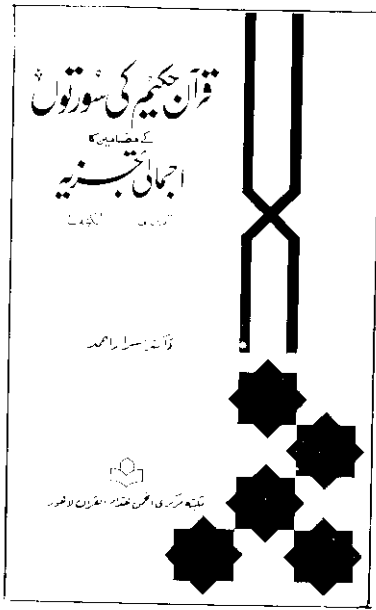 قرآن حکیم کی سورتوں
کے مضامین کا
اجمالی تجزیہ
ڈاکٹر اسرار احمد
مکتبہ مرکزی انجمن خدام القرآن لاہور